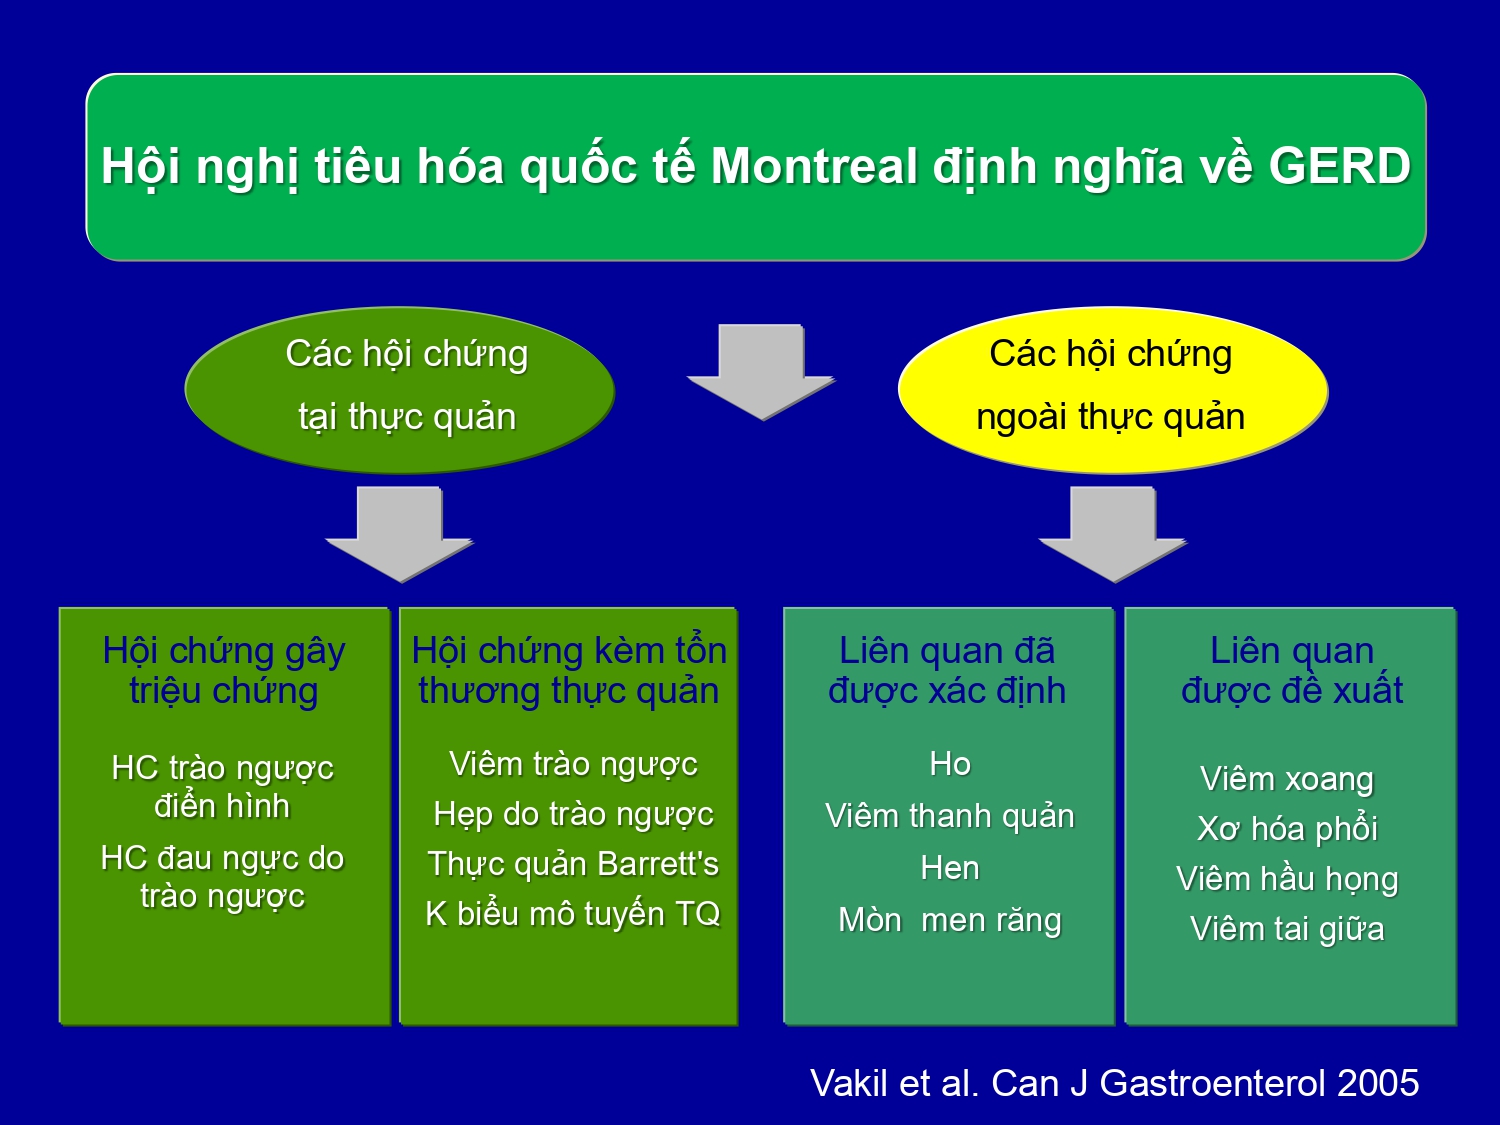 Hội nghị tiêu hóa quốc tế Montreal định nghĩa về GERD
Các hội chứng
tại thực quản
Các hội chứng
ngoài thực quản
Hội chứng gây
triệu chứng
HC trào ngược
điển hình
HC đau ngực do
trào ngược
Hội chứng kèm tổn
thương thực quản
Viêm trào ngược
Hẹp do trào ngược
Thực quản Barrett's
K biểu mô tuyến TQ
Liên quan đã
được xác định
Ho
Viêm thanh quản
Hen
Mòn  men răng
Liên quan
được đề xuất
Viêm xoang
Xơ hóa phổi
Viêm hầu họng
Viêm tai giữa
Vakil et al. Can J Gastroenterol 2005